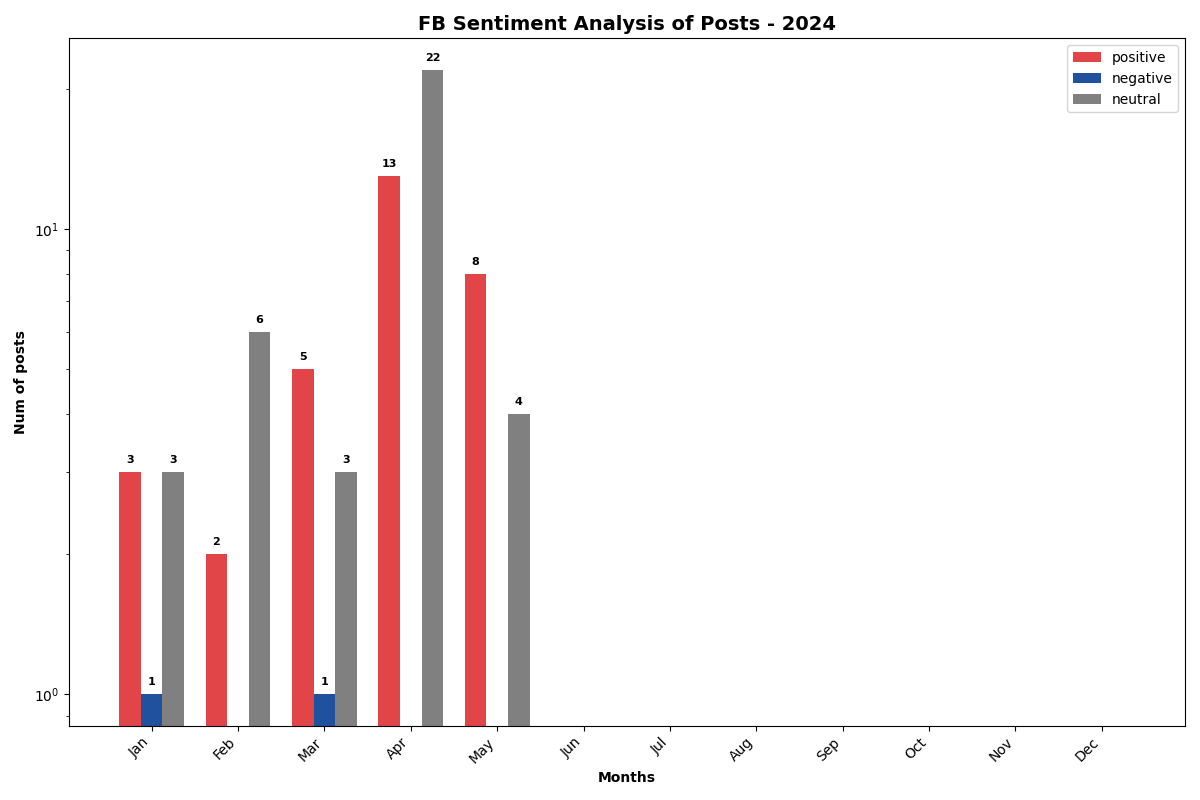 FB Sentiment Analysis of Posts - 2024
positive
negative
neutral
Num of posts
10¹
10⁰
3
1
3
2
6
5
1
3
13
22
8
4
Jan
Feb
Mar
Apr
May
Jun
Jul
Aug
Sep
Oct
Nov
Dec
Months